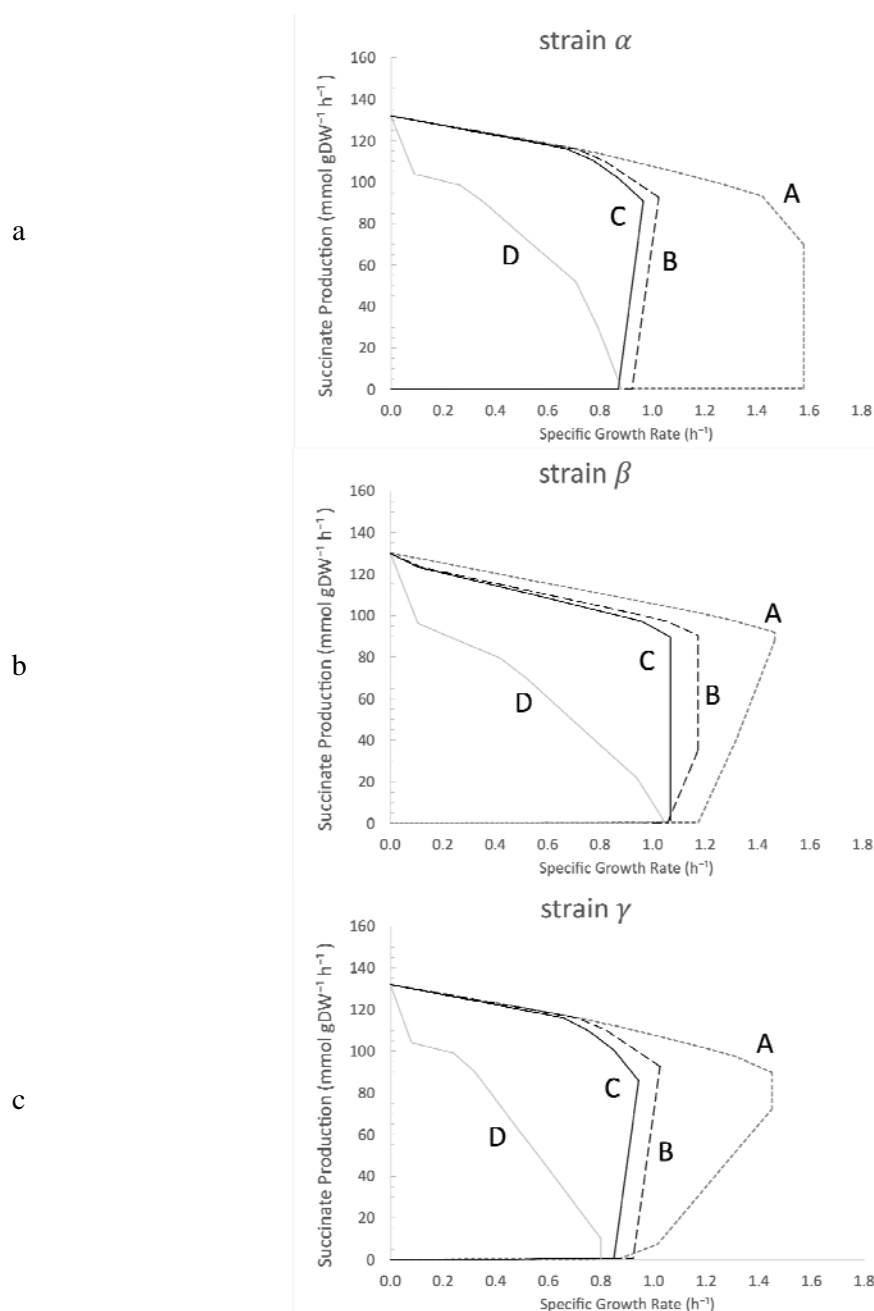 a
strain α
Succinate Production (mmol gDW⁻¹ h⁻¹ )
160
140
120
100
80
60
40
20
0
A
B
C
D
0.0 0.2 0.4 0.6 0.8 1.0 1.2 1.4 1.6 1.8
Specific Growth Rate (h⁻¹)
b
strain β
Succinate Production (mmol gDW⁻¹ h⁻¹ )
160
140
120
100
80
60
40
20
0
A
B
C
D
0.0 0.2 0.4 0.6 0.8 1.0 1.2 1.4 1.6 1.8
Specific Growth Rate (h⁻¹)
c
strain γ
Succinate Production (mmol gDW⁻¹ h⁻¹ )
160
140
120
100
80
60
40
20
0
A
B
C
D
0.0 0.2 0.4 0.6 0.8 1.0 1.2 1.4 1.6 1.8
Specific Growth Rate (h⁻¹)